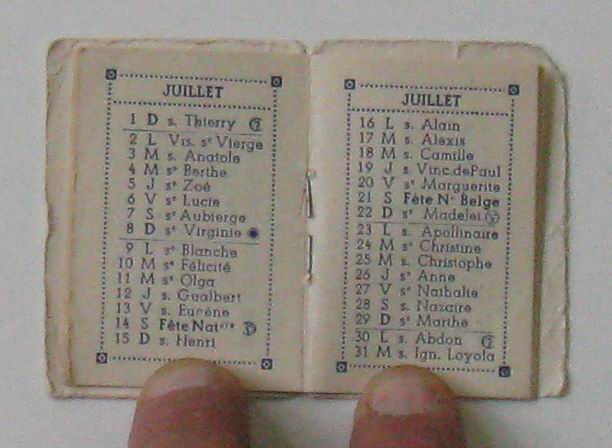 JUILLET
1 D s. Thierry
2 L Vis. sᵉ Vierge
3 M s. Anatole
4 M sᵉ Berthe
5 J sᵉ Zoé
6 V sᵉ Lucie
7 S sᵉ Aubierge
8 D sᵉ Virginie
9 L sᵉ Blanche
10 M sᵉ Félicité
11 M sᵉ Olga
12 J s. Gualbert
13 V s. Eugène
14 S Fête Natˡᵉ
15 D s. Henri
JUILLET
16 L s. Alain
17 M s. Alexis
18 M s. Camille
19 J s. Vinc. de Paul
20 V sᵉ Marguerite
21 S Fête Nˡᵉ Belge
22 D sᵉ Madelei.
23 L s. Apollinaire
24 M sᵉ Christine
25 M s. Christophe
26 J sᵉ Anne
27 V sᵉ Nathalie
28 S s. Nazaire
29 D sᵉ Marthe
30 L s. Abdon
31 M s. Ign. Loyola